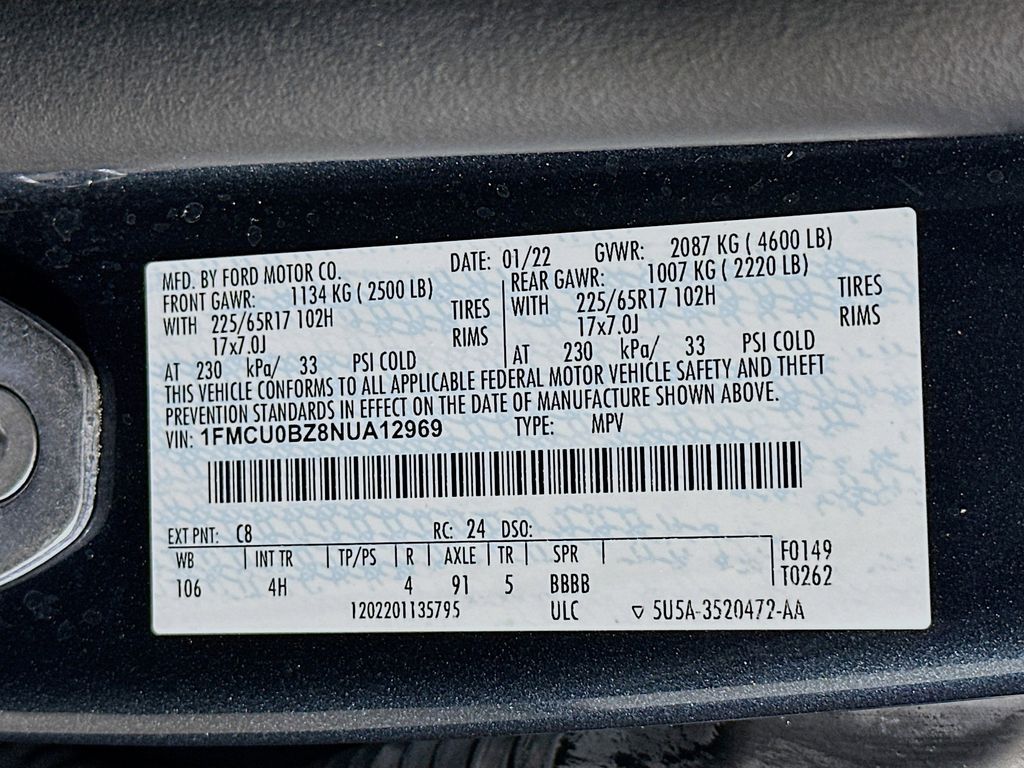 MFD. BY FORD MOTOR CO. DATE: 01/22 GVWR: 2087 KG ( 4600 LB)
FRONT GAWR: 1134 KG ( 2500 LB) REAR GAWR: 1007 KG ( 2220 LB)
WITH 225/65R17 102H TIRES WITH 225/65R17 102H TIRES
17x7.0J RIMS 17x7.0J RIMS
AT 230 kPa/ 33 PSI COLD AT 230 kPa/ 33 PSI COLD
THIS VEHICLE CONFORMS TO ALL APPLICABLE FEDERAL MOTOR VEHICLE SAFETY AND THEFT
PREVENTION STANDARDS IN EFFECT ON THE DATE OF MANUFACTURE SHOWN ABOVE.
VIN: 1FMCU0BZ8NUA12969 TYPE: MPV
EXT PNT: C8 RC: 24 DSO:
WB INT TR TP/PS R AXLE TR SPR F0149
106 4H 4 91 5 BBBB T0262
1202201135795 ULC ▽ 5U5A-3520472-AA